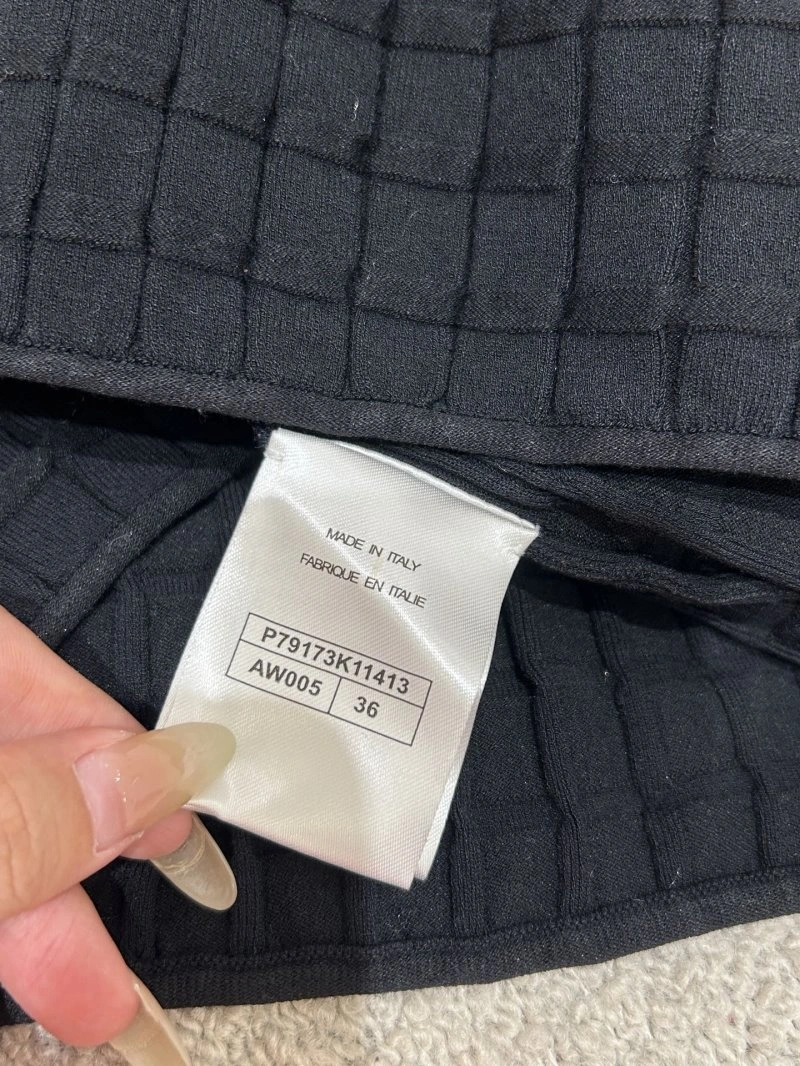 MADE IN ITALY
FABRIQUE EN ITALIE
P79173K11413
AW005 36